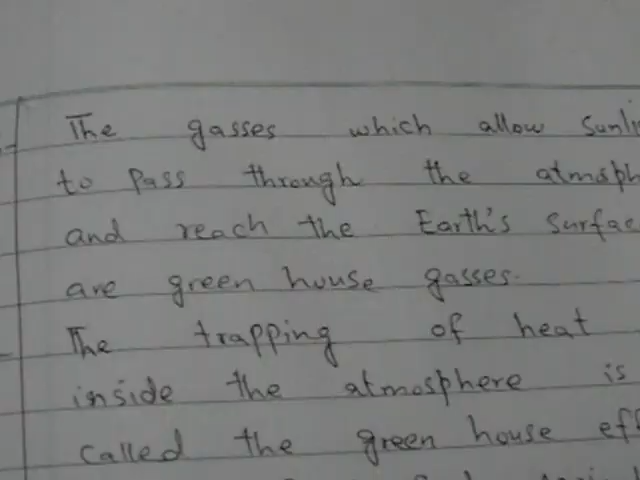 The gasses which allow
to pass through the
and reach the Earth's
are green house gasses.
The trapping of heat
inside the atmosphere is
called the green house